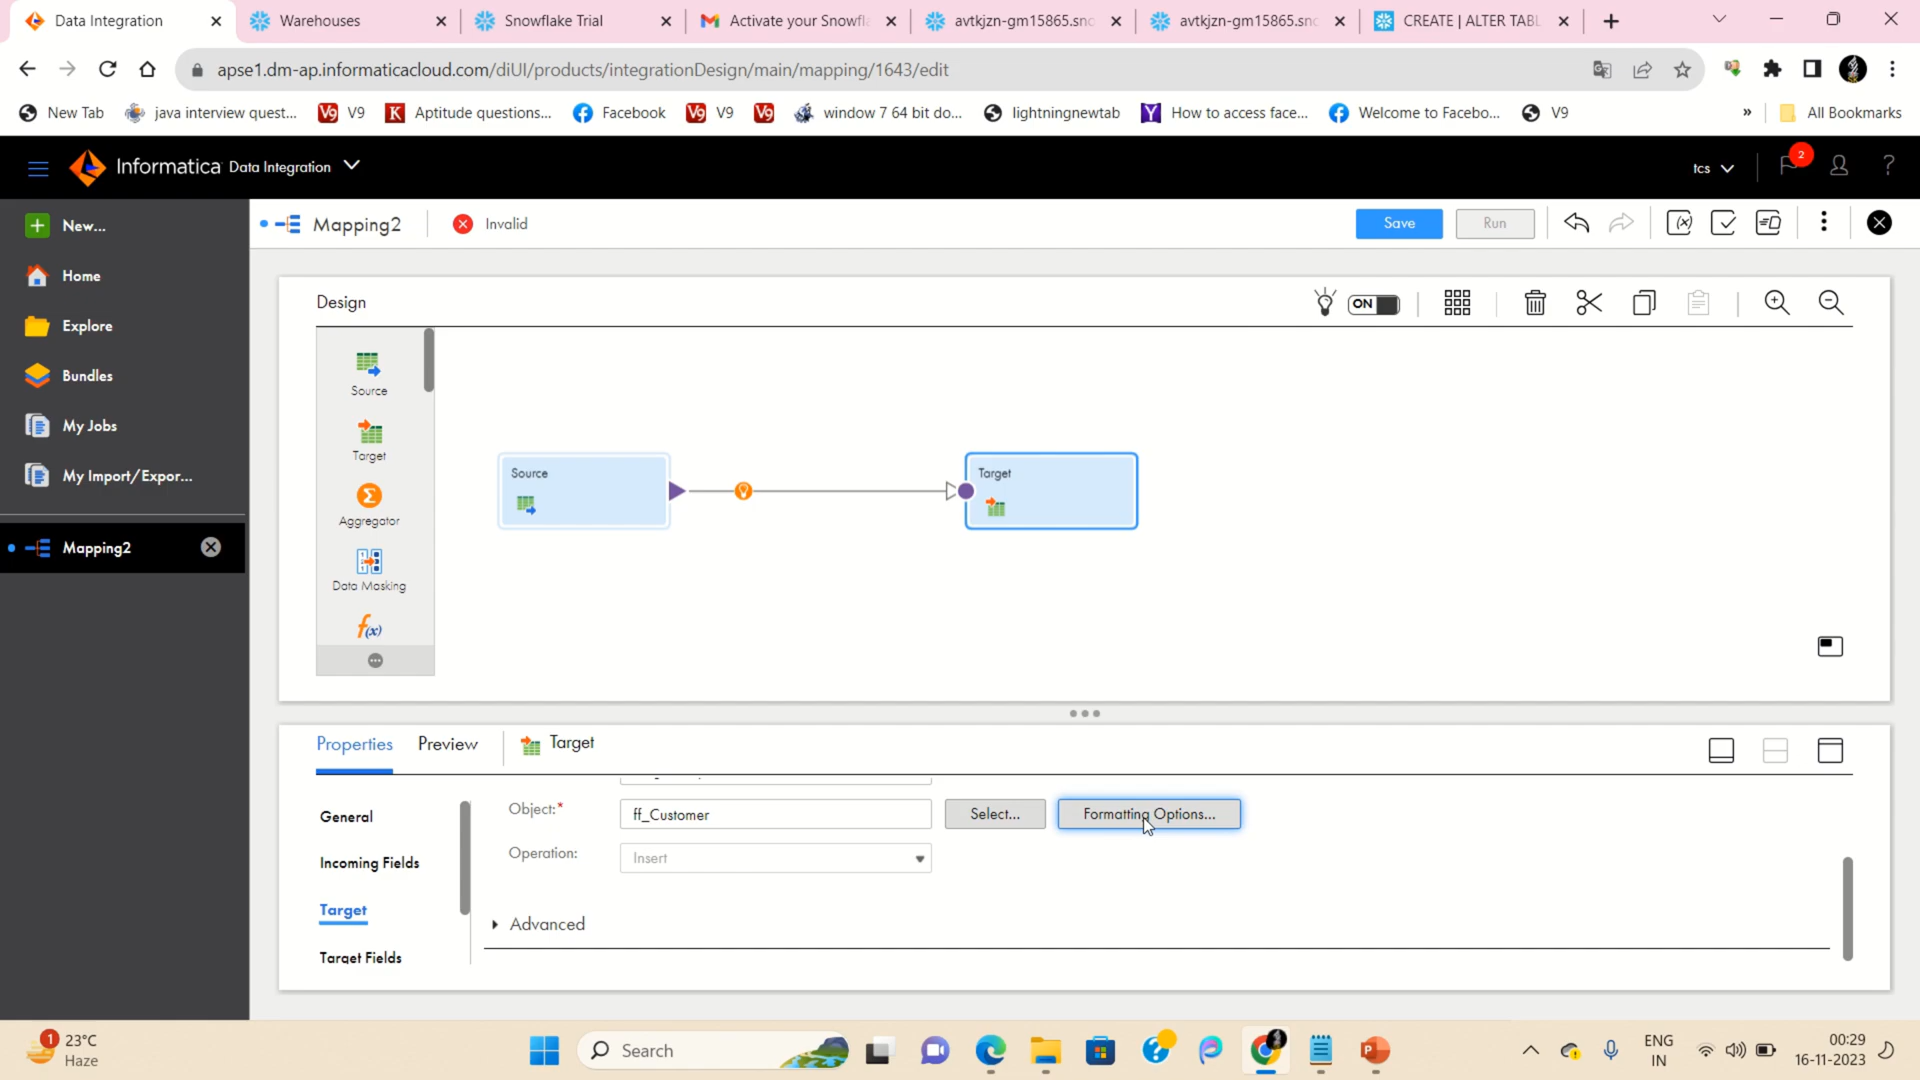 Data Integration
Warehouses
Snowflake Trial
Activate your Snowfl
avtkjzn-gm15865.sno
avtkjzn-gm15865.sno
CREATE | ALTER TABL
apse1.dm-ap.informaticacloud.com/diUI/products/integrationDesign/main/mapping/1643/edit
New Tab
java interview quest...
V9
Aptitude questions...
Facebook
V9
window 7 64 bit do...
lightningnewtab
How to access face...
Welcome to Facebo...
V9
»
All Bookmarks
Informatica Data Integration
tcs
2
?
New...
Mapping2
Invalid
Save
Run
Home
Explore
Bundles
My Jobs
My Import/Expor...
Mapping2
Design
ON
Source
Target
Aggregator
Data Masking
f(x)
Source
Target
Properties
Preview
Target
General
Incoming Fields
Target
Target Fields
Object:*
ff_Customer
Select...
Formatting Options...
Operation:
Insert
Advanced
1
23°C
Haze
Search
ENG
IN
00:29
16-11-2023